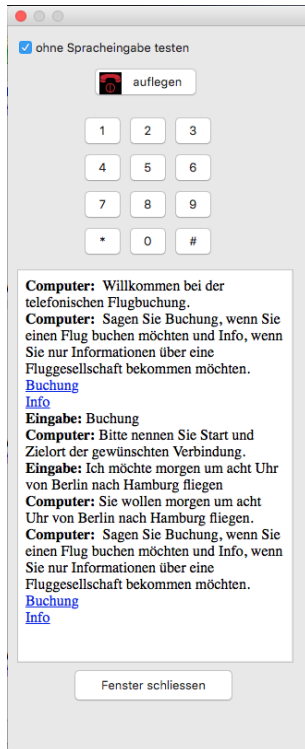 ohne Spracheingabe testen
auflegen
1 2 3
4 5 6
7 8 9
* 0 #
Computer: Willkommen bei der
telefonischen Flugbuchung.
Computer: Sagen Sie Buchung, wenn Sie
einen Flug buchen möchten und Info, wenn
Sie nur Informationen über eine
Fluggesellschaft bekommen möchten.
Buchung
Info
Eingabe: Buchung
Computer: Bitte nennen Sie Start und
Zielort der gewünschten Verbindung.
Eingabe: Ich möchte morgen um acht Uhr
von Berlin nach Hamburg fliegen
Computer: Sie wollen morgen um acht
Uhr von Berlin nach Hamburg fliegen.
Computer: Sagen Sie Buchung, wenn Sie
einen Flug buchen möchten und Info, wenn
Sie nur Informationen über eine
Fluggesellschaft bekommen möchten.
Buchung
Info
Fenster schliessen